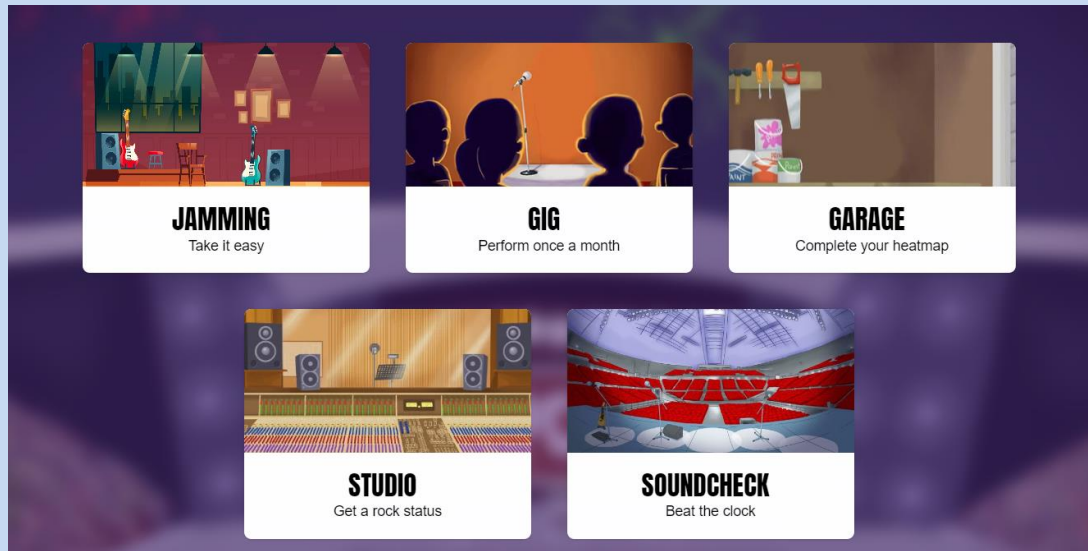 JAMMING
Take it easy
GIG
Perform once a month
GARAGE
Complete your heatmap
PAINT
STUDIO
Get a rock status
SOUNDCHECK
Beat the clock